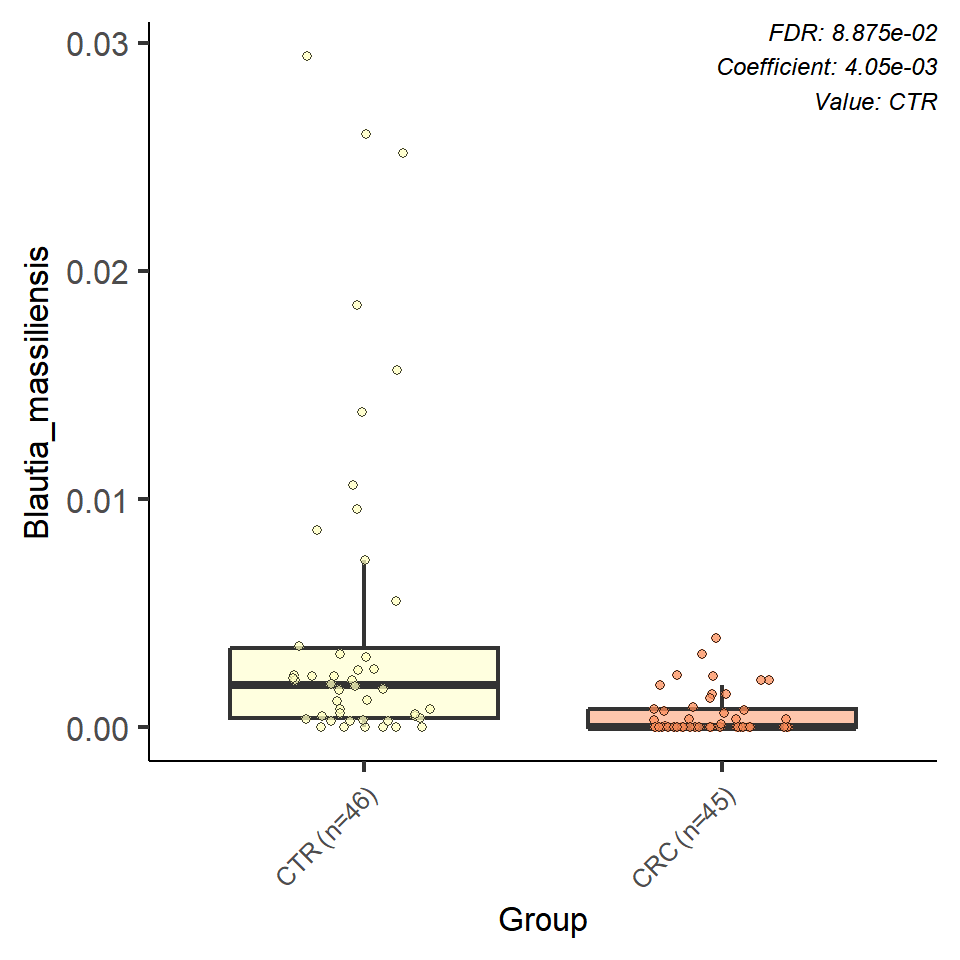 FDR: 8.875e-02
Coefficient: 4.05e-03
Value: CTR
Blautia_massiliensis
0.03
0.02
0.01
0.00
CTR (n=46)
CRC (n=45)
Group